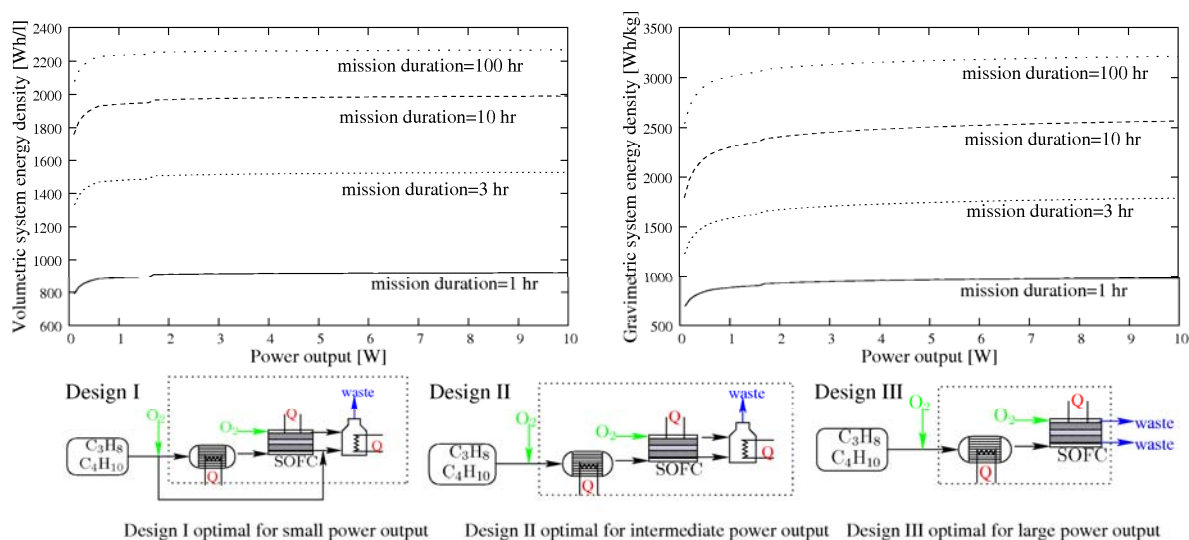 Volumetric system energy density [Wh/l]
2400
2200
2000
1800
1600
1400
1200
1000
800
600
mission duration=100 hr
mission duration=10 hr
mission duration=3 hr
mission duration=1 hr
0 1 2 3 4 5 6 7 8 9 10
Power output [W]
Gravimetric system energy density [Wh/kg]
3500
3000
2500
2000
1500
1000
500
mission duration=100 hr
mission duration=10 hr
mission duration=3 hr
mission duration=1 hr
0 1 2 3 4 5 6 7 8 9 10
Power output [W]
Design I
waste
O₂
O₂
Q
C₃H₈
C₄H₁₀
SOFC
Q
Q
Design I optimal for small power output
Design II
waste
O₂
O₂
Q
C₃H₈
C₄H₁₀
SOFC
Q
Q
Design II optimal for intermediate power output
Design III
O₂
O₂
Q
waste
waste
C₃H₈
C₄H₁₀
SOFC
Q
Design III optimal for large power output